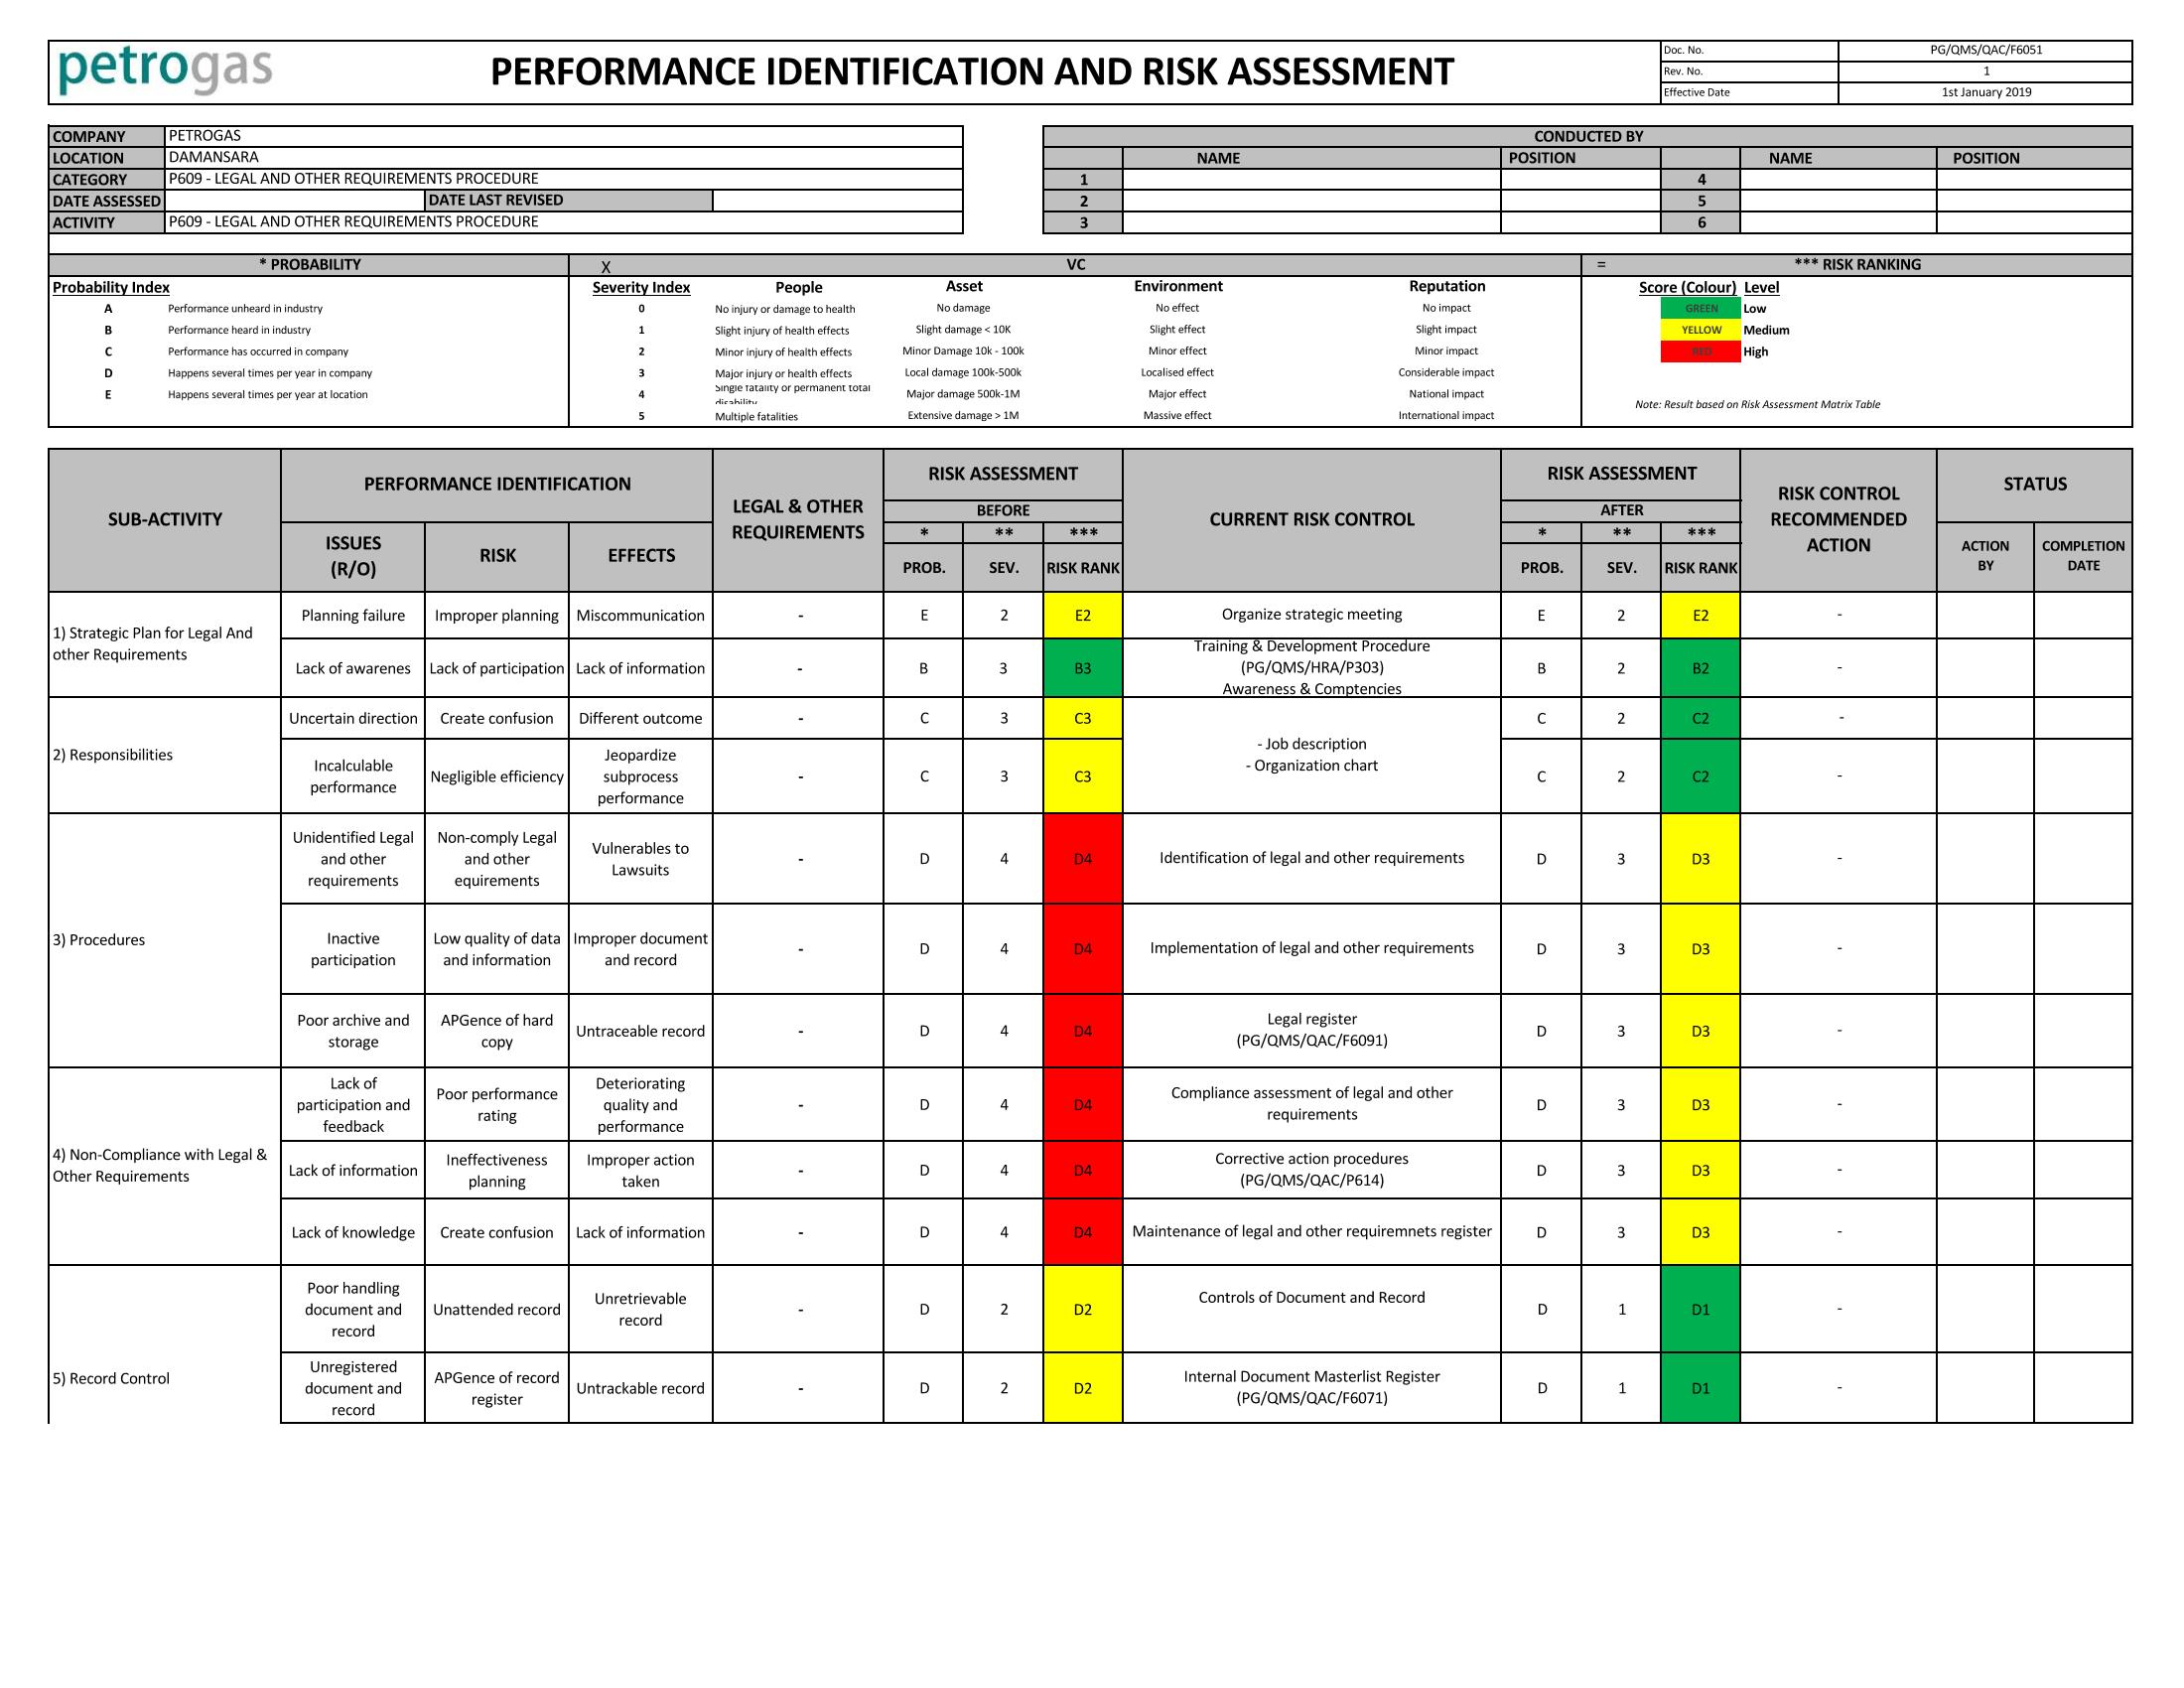 petrogas
PERFORMANCE IDENTIFICATION AND RISK ASSESSMENT
Doc. No. PG/QMS/QAC/F6051
Rev. No. 1
Effective Date 1st January 2019
COMPANY PETROGAS
LOCATION DAMANSARA
CATEGORY P609 - LEGAL AND OTHER REQUIREMENTS PROCEDURE
DATE ASSESSED DATE LAST REVISED
ACTIVITY P609 - LEGAL AND OTHER REQUIREMENTS PROCEDURE
CONDUCTED BY
NAME POSITION NAME POSITION
1 4
2 5
3 6
* PROBABILITY X VC = *** RISK RANKING
Probability Index Severity Index People Asset Environment Reputation Score (Colour) Level
A Performance unheard in industry 0 No injury or damage to health No damage No effect No impact GREEN Low
B Performance heard in industry 1 Slight injury of health effects Slight damage < 10K Slight effect Slight impact YELLOW Medium
C Performance has occurred in company 2 Minor injury of health effects Minor Damage 10k - 100k Minor effect Minor impact RED High
D Happens several times per year in company 3 Major injury or health effects Local damage 100k-500k Localised effect Considerable impact
E Happens several times per year at location 4 Single fatality or permanent total disability Major damage 500k-1M Major effect National impact
Note: Result based on Risk Assessment Matrix Table
5 Multiple fatalities Extensive damage > 1M Massive effect International impact
SUB-ACTIVITY
PERFORMANCE IDENTIFICATION
ISSUES
(R/O)
RISK
EFFECTS
LEGAL & OTHER
REQUIREMENTS
RISK ASSESSMENT
BEFORE
* ** ***
PROB. SEV. RISK RANK
CURRENT RISK CONTROL
RISK ASSESSMENT
AFTER
* ** ***
PROB. SEV. RISK RANK
RISK CONTROL
RECOMMENDED
ACTION
STATUS
ACTION
BY
COMPLETION
DATE
1) Strategic Plan for Legal And
other Requirements
Planning failure Improper planning Miscommunication - E 2 E2 Organize strategic meeting E 2 E2 -
Lack of awarenes Lack of participation Lack of information - B 3 B3
Training & Development Procedure
(PG/QMS/HRA/P303)
Awareness & Comptencies
B 2 B2 -
2) Responsibilities
Uncertain direction Create confusion Different outcome - C 3 C3
- Job description
- Organization chart
C 2 C2 -
Incalculable
performance
Negligible efficiency
Jeopardize
subprocess
performance
- C 3 C3 C 2 C2 -
3) Procedures
Unidentified Legal
and other
requirements
Non-comply Legal
and other
equirements
Vulnerables to
Lawsuits
- D 4 D4 Identification of legal and other requirements D 3 D3 -
Inactive
participation
Low quality of data
and information
Improper document
and record
- D 4 D4 Implementation of legal and other requirements D 3 D3 -
Poor archive and
storage
APGence of hard
copy
Untraceable record
- D 4 D4
Legal register
(PG/QMS/QAC/F6091)
D 3 D3 -
4) Non-Compliance with Legal &
Other Requirements
Lack of
participation and
feedback
Poor performance
rating
Deteriorating
quality and
performance
- D 4 D4
Compliance assessment of legal and other
requirements
D 3 D3 -
Lack of information
Ineffectiveness
planning
Improper action
taken
- D 4 D4
Corrective action procedures
(PG/QMS/QAC/P614)
D 3 D3 -
Lack of knowledge Create confusion Lack of information - D 4 D4 Maintenance of legal and other requiremnets register D 3 D3 -
5) Record Control
Poor handling
document and
record
Unattended record
Unretrievable
record
- D 2 D2 Controls of Document and Record D 1 D1 -
Unregistered
document and
record
APGence of record
register
Untrackable record
- D 2 D2
Internal Document Masterlist Register
(PG/QMS/QAC/F6071)
D 1 D1 -